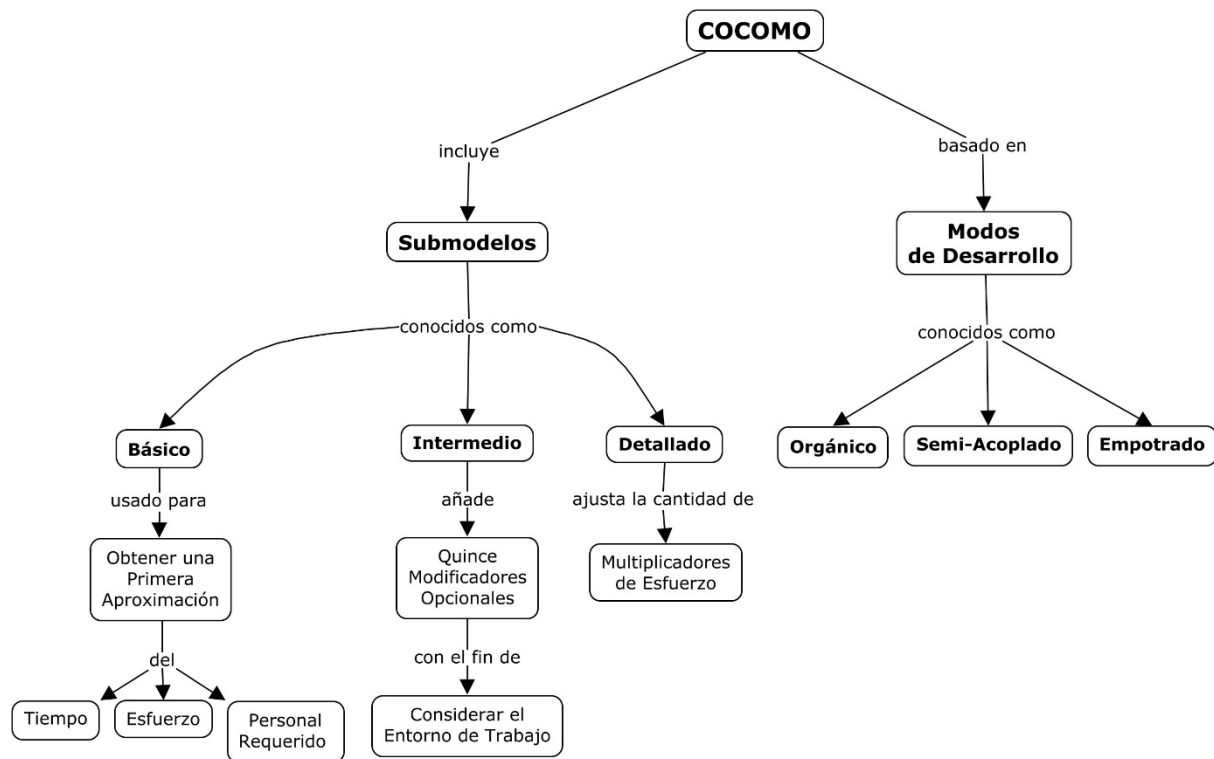 COCOMO
incluye
basado en
Submodelos
Modos
de Desarrollo
conocidos como
conocidos como
Básico
Intermedio
Detallado
Orgánico
Semi-Acoplado
Empotrado
usado para
añade
ajusta la cantidad de
Obtener una
Primera
Aproximación
Quince
Modificadores
Opcionales
Multiplicadores
de Esfuerzo
del
con el fin de
Tiempo
Esfuerzo
Personal
Requerido
Considerar el
Entorno de Trabajo